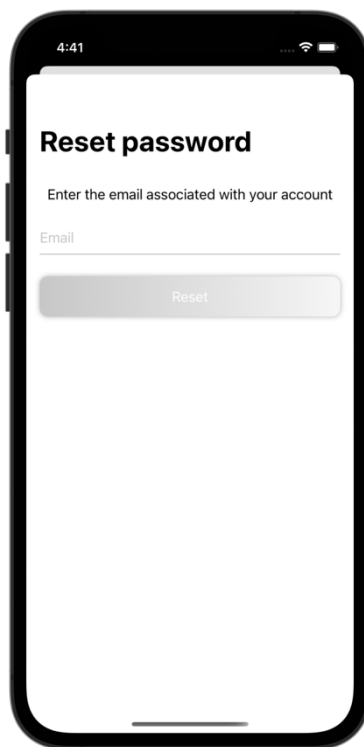 4:41
Reset password
Enter the email associated with your account
Email
Reset